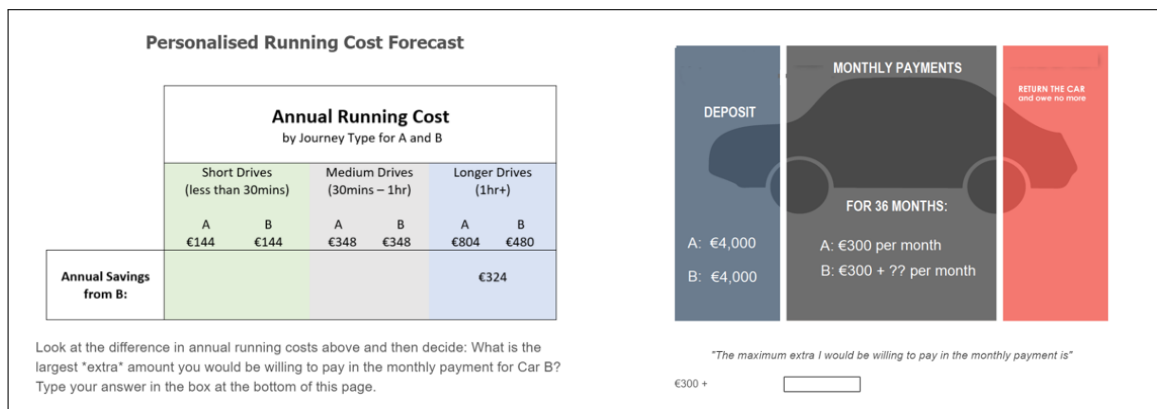 Personalised Running Cost Forecast
Annual Running Cost
by Journey Type for A and B
Short Drives
(less than 30mins)
Medium Drives
(30mins – 1hr)
Longer Drives
(1hr+)
A B A B A B
€144 €144 €348 €348 €804 €480
Annual Savings
from B:
€324
Look at the difference in annual running costs above and then decide: What is the
largest *extra* amount you would be willing to pay in the monthly payment for Car B?
Type your answer in the box at the bottom of this page.
DEPOSIT
A: €4,000
B: €4,000
MONTHLY PAYMENTS
FOR 36 MONTHS:
A: €300 per month
B: €300 + ?? per month
RETURN THE CAR
and owe no more
"The maximum extra I would be willing to pay in the monthly payment is"
€300 +